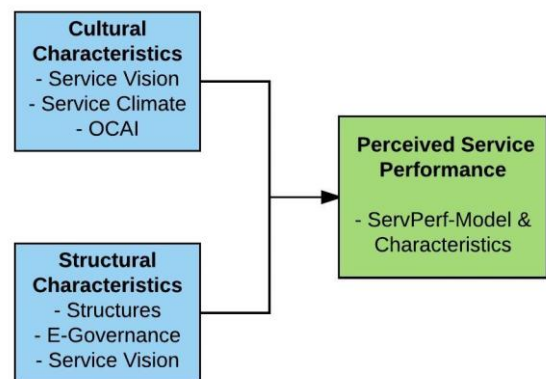 Cultural
Characteristics
- Service Vision
- Service Climate
- OCAI
Structural
Characteristics
- Structures
- E-Governance
- Service Vision
Perceived Service
Performance
- ServPerf-Model &
Characteristics